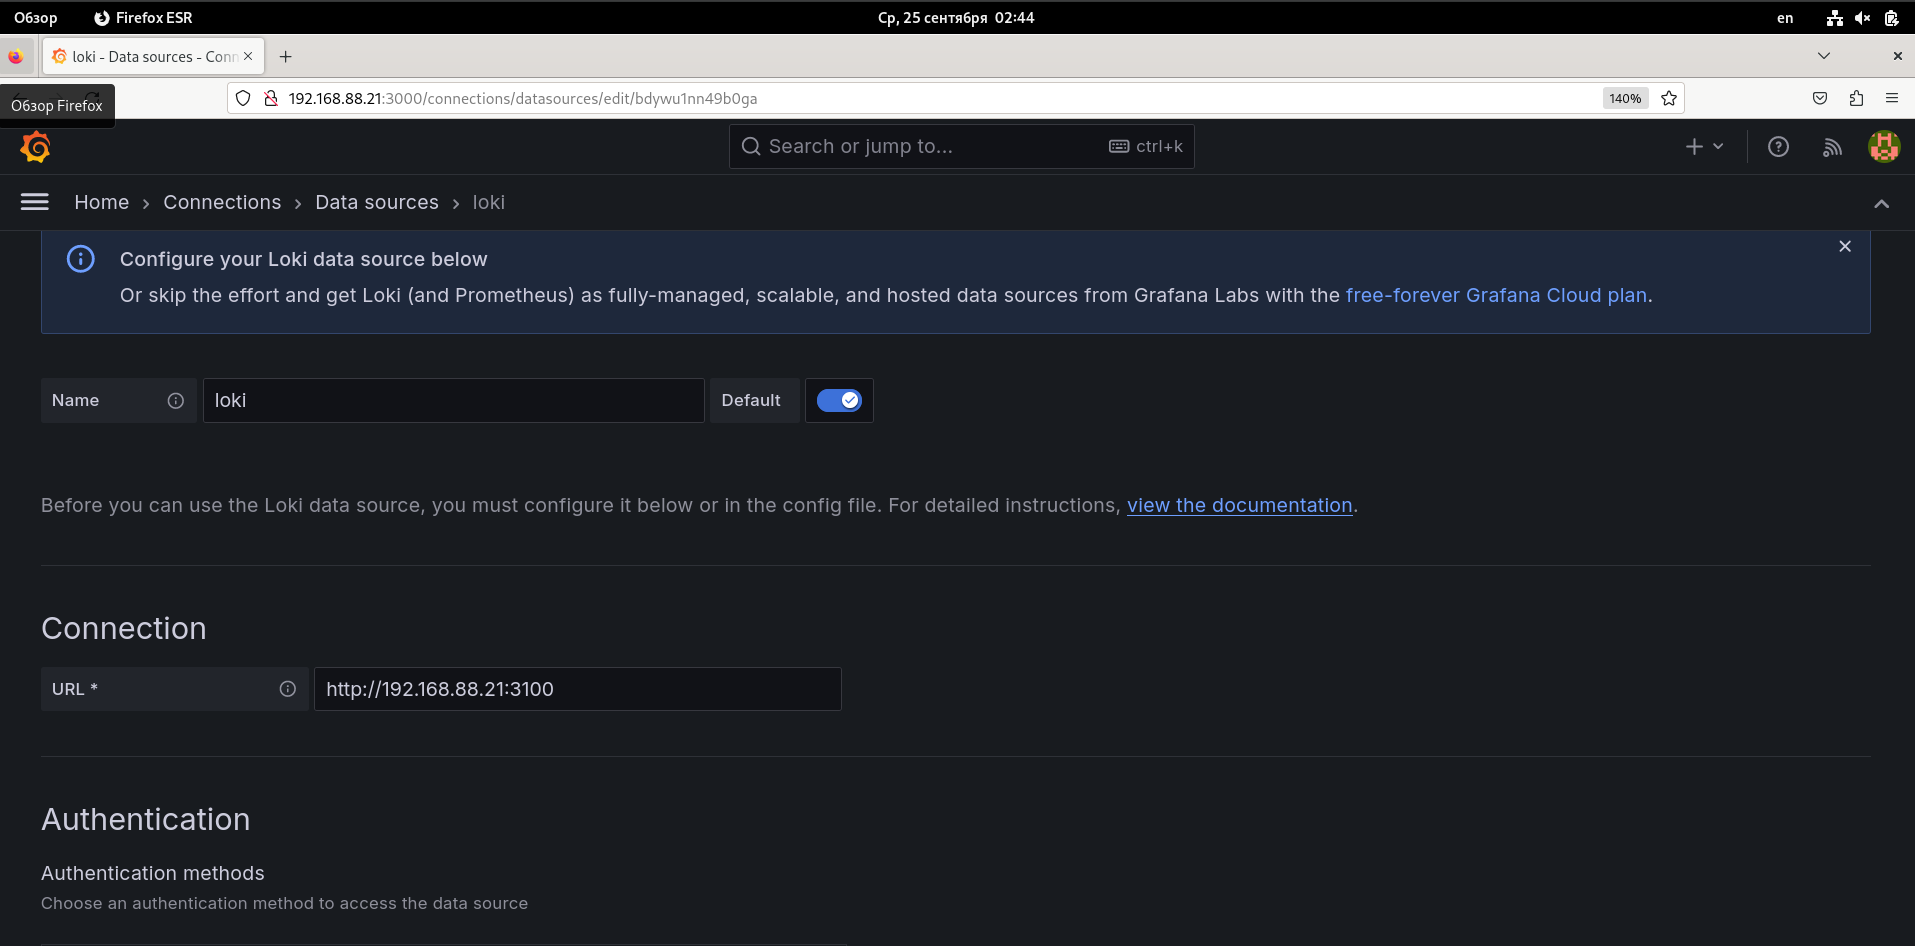 Обзор Firefox ESR Ср, 25 сентября 02:44 en
loki - Data sources - Conn
Обзор Firefox 192.168.88.21:3000/connections/datasources/edit/bdywu1nn49b0ga 140%
Search or jump to... ctrl+k
Home › Connections › Data sources › loki
Configure your Loki data source below
Or skip the effort and get Loki (and Prometheus) as fully-managed, scalable, and hosted data sources from Grafana Labs with the free-forever Grafana Cloud plan.
Name loki Default
Before you can use the Loki data source, you must configure it below or in the config file. For detailed instructions, view the documentation.
Connection
URL * http://192.168.88.21:3100
Authentication
Authentication methods
Choose an authentication method to access the data source